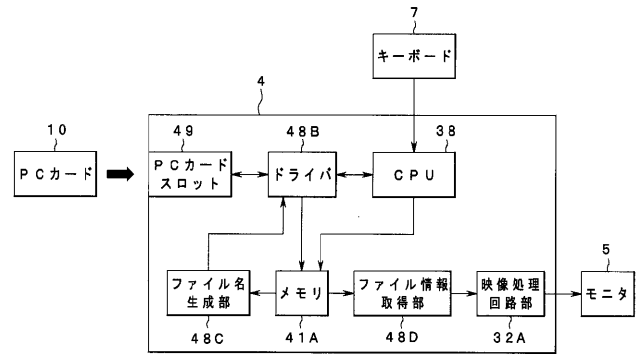 7
キーボード
4
10
49
48B
38
PCカード
PCカード
スロット
ドライバ
CPU
5
ファイル名
生成部
メモリ
ファイル情報
取得部
映像処理
回路部
モニタ
48C
41A
48D
32A